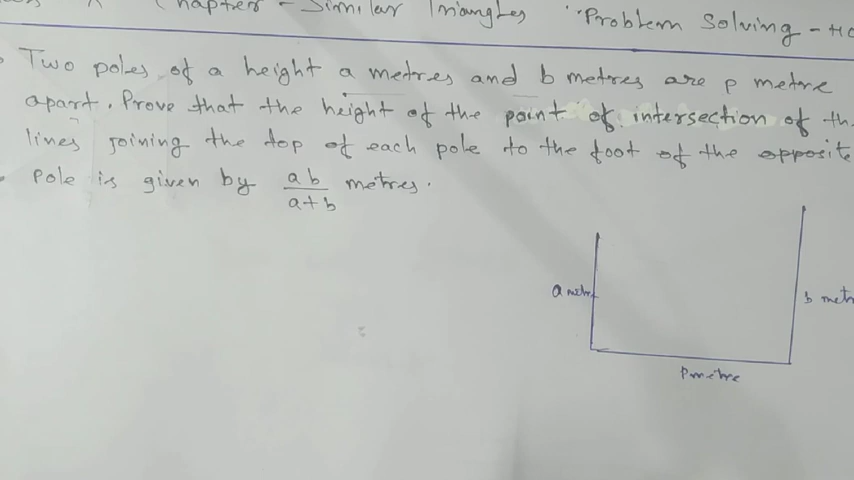 Chapter - Similar Triangles "Problem Solving -
Two poles of a height a metres and b metres are p metre
apart. Prove that the height of the point of intersection of
lines joining the top of each pole to the foot of the opposite
pole is given by ab/a+b metres.
a metre
b
p metre